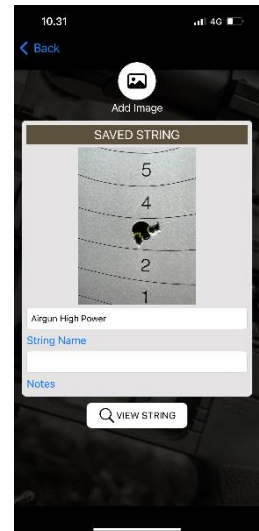 10.31
4G
Back
Add Image
SAVED STRING
5
4
2
1
Airgun High Power
String Name
Notes
VIEW STRING